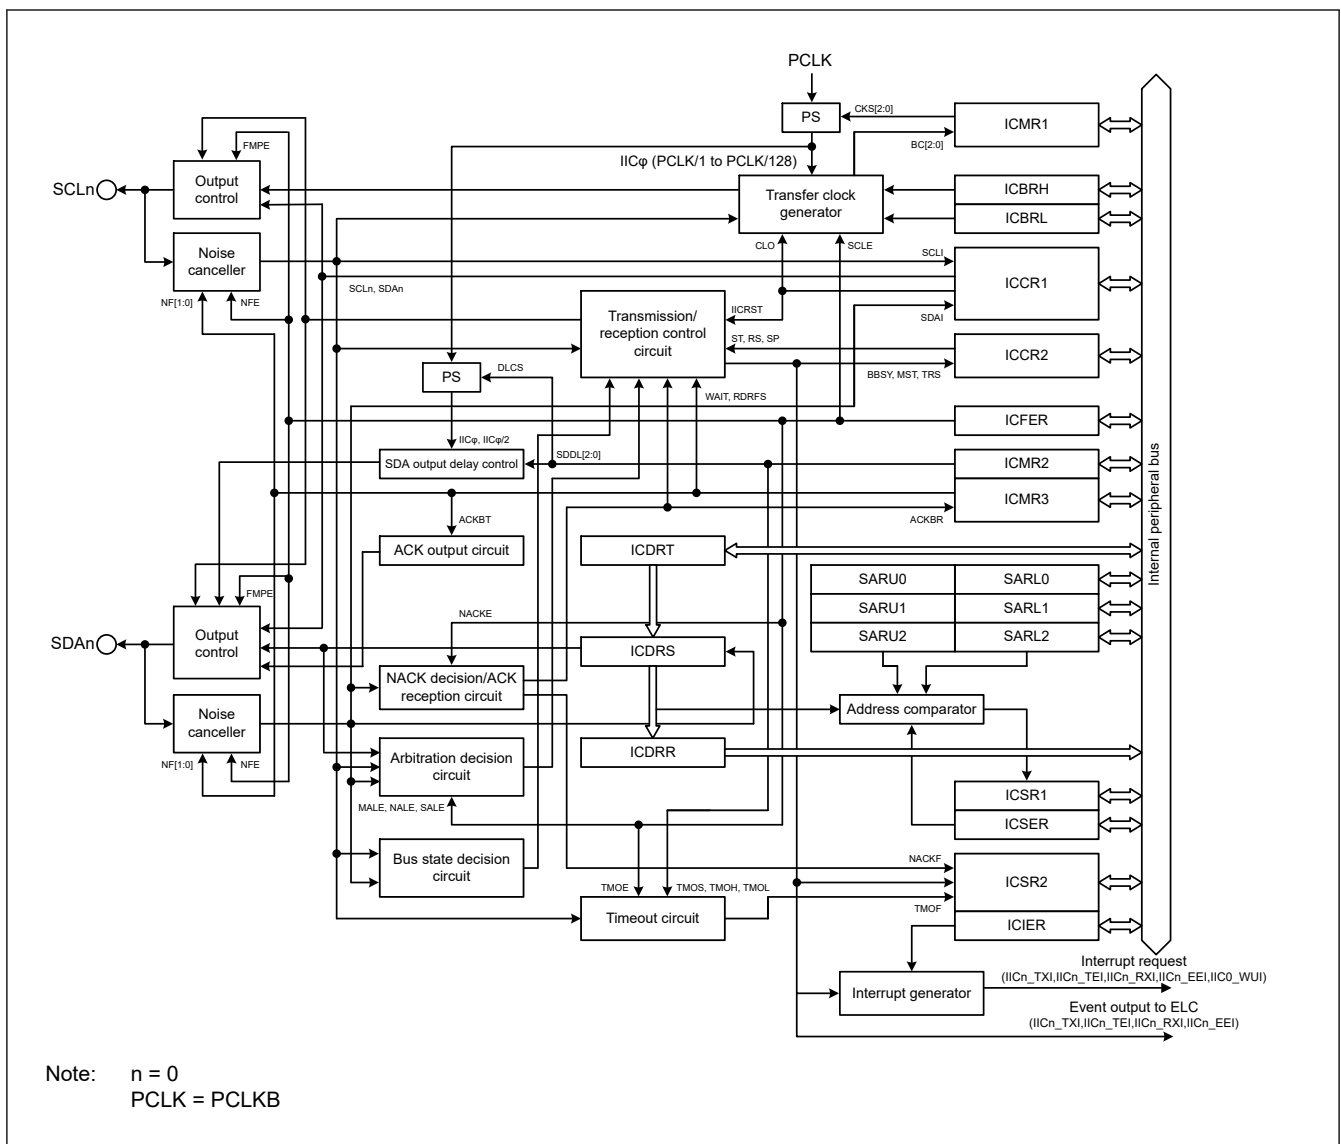 PCLK
PS
CKS[2:0]
ICMR1
BC[2:0]
FMPE
IICφ (PCLK/1 to PCLK/128)
SCLn
Output
control
Transfer clock
generator
ICBRH
ICBRL
Noise
canceller
CLO
SCLE
SCLI
NF[1:0]
NFE
SCLn, SDAn
ICCR1
Transmission/
reception control
circuit
IICRST
SDAI
ST, RS, SP
ICCR2
BBSY, MST, TRS
PS
DLCS
WAIT, RDRFS
ICFER
IICφ, IICφ/2
SDA output delay control
SDDL[2:0]
ICMR2
ICMR3
ACKBT
ACKBR
ACK output circuit
ICDRT
Internal peripheral bus
SARU0
SARL0
FMPE
SARU1
SARL1
NACKE
SDAn
Output
control
SARU2
SARL2
ICDRS
NACK decision/ACK
reception circuit
Address comparator
Noise
canceller
NF[1:0]
NFE
Arbitration decision
circuit
ICDRR
MALE, NALE, SALE
ICSR1
ICSER
Bus state decision
circuit
NACKF
ICSR2
TMOE
TMOS, TMOH, TMOL
TMOF
Timeout circuit
ICIER
Interrupt request
(IICn_TXI,IICn_TEI,IICn_RXI,IICn_EEI,IIC0_WUI)
Interrupt generator
Event output to ELC
(IICn_TXI,IICn_TEI,IICn_RXI,IICn_EEI)
Note: n = 0
PCLK = PCLKB